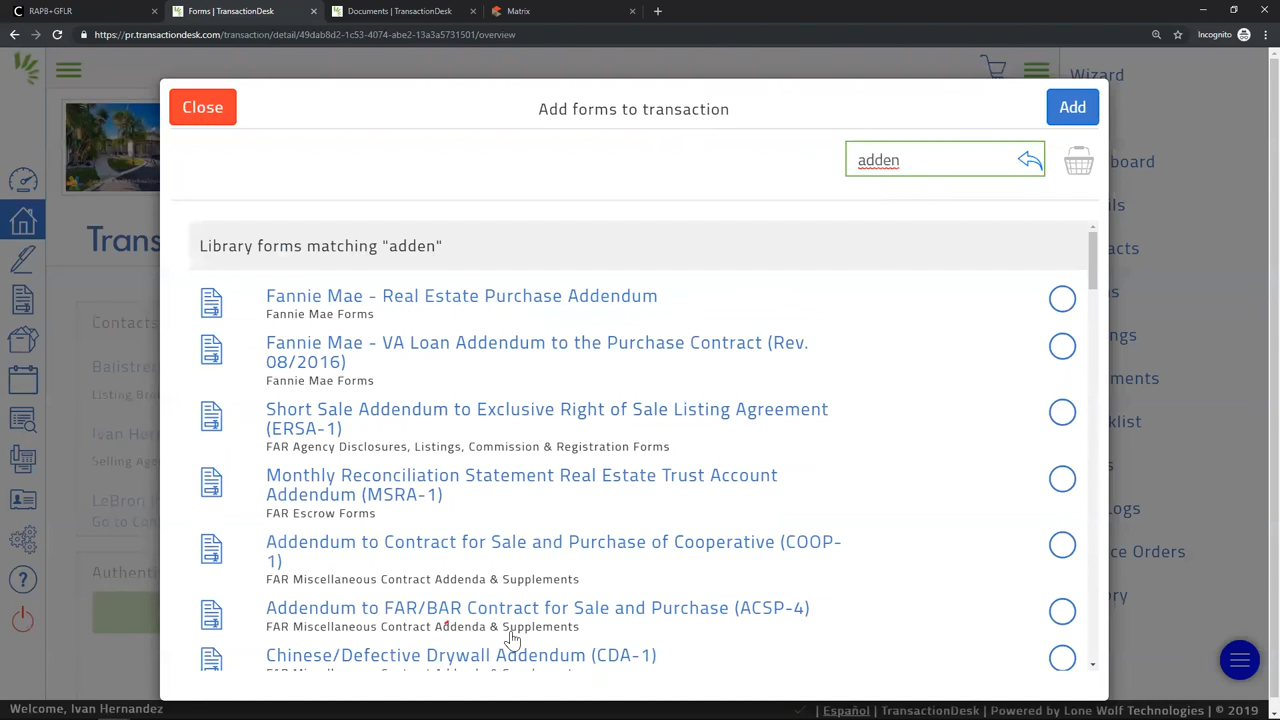 RAPB+GFLR
Forms | TransactionDesk
Documents | TransactionDesk
Matrix
https://pr.transactiondesk.com/transaction/detail/49dab8d2-1c53-4074-abe2-13a3a5731501/overview
Incognito
Wizard
Close
Add forms to transaction
Add
adden
Library forms matching "adden"
Fannie Mae - Real Estate Purchase Addendum
Fannie Mae Forms
Fannie Mae - VA Loan Addendum to the Purchase Contract (Rev.
08/2016)
Fannie Mae Forms
Short Sale Addendum to Exclusive Right of Sale Listing Agreement
(ERSA-1)
FAR Agency Disclosures, Listings, Commission & Registration Forms
Monthly Reconciliation Statement Real Estate Trust Account
Addendum (MSRA-1)
FAR Escrow Forms
Addendum to Contract for Sale and Purchase of Cooperative (COOP-
1)
FAR Miscellaneous Contract Addenda & Supplements
Addendum to FAR/BAR Contract for Sale and Purchase (ACSP-4)
FAR Miscellaneous Contract Addenda & Supplements
Chinese/Defective Drywall Addendum (CDA-1)
Contacts
Welcome, Ivan Hernandez
Español | TransactionDesk | Powered by Lone Wolf Technologies | © 2019